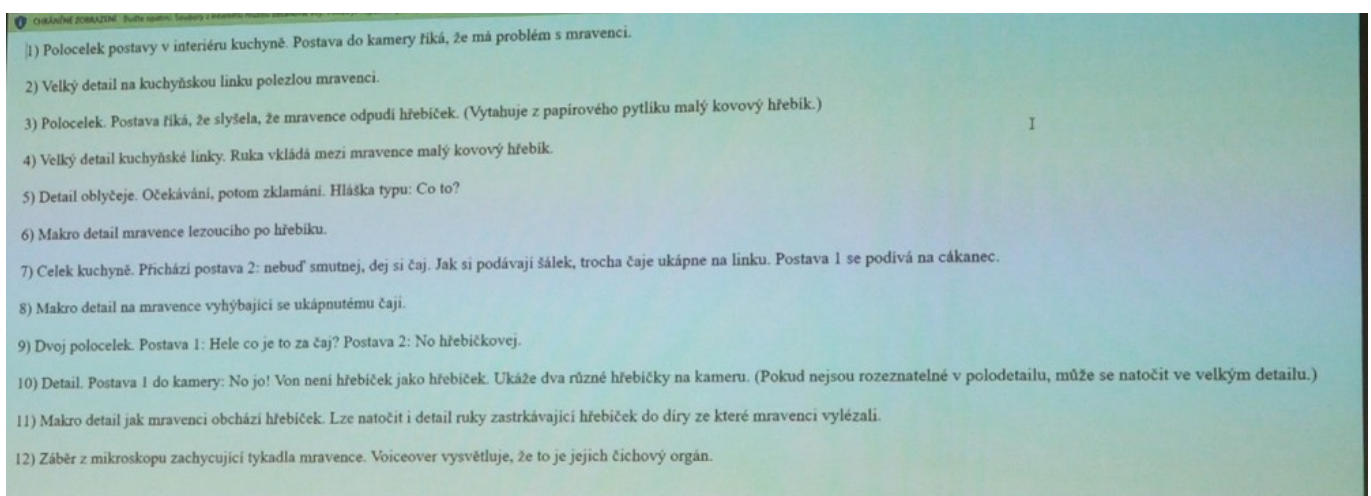 CHRÁNĚNÉ ZOBRAZENÍ
1) Polocelek postavy v interiéru kuchyně. Postava do kamery říká, že má problém s mravenci.
2) Velký detail na kuchyňskou linku polezlou mravenci.
3) Polocelek. Postava říká, že slyšela, že mravence odpudí hřebíček. (Vytahuje z papírového pytlíku malý kovový hřebík.)
4) Velký detail kuchyňské linky. Ruka vkládá mezi mravence malý kovový hřebík.
5) Detail oblyčeje. Očekávání, potom zklamání. Hláška typu: Co to?
6) Makro detail mravence lezoucího po hřebíku.
7) Celek kuchyně. Přichází postava 2: nebuď smutnej, dej si čaj. Jak si podávají šálek, trocha čaje ukápne na linku. Postava 1 se podívá na cákanec.
8) Makro detail na mravence vyhýbající se ukápnutému čaji.
9) Dvoj polocelek. Postava 1: Hele co je to za čaj? Postava 2: No hřebíčkovej.
10) Detail. Postava 1 do kamery: No jo! Von není hřebíček jako hřebíček. Ukáže dva různé hřebíčky na kameru. (Pokud nejsou rozeznatelné v polodetailu, může se natočit ve velkým detailu.)
11) Makro detail jak mravenci obchází hřebíček. Lze natočit i detail ruky zastrkávající hřebíček do díry ze které mravenci vylézali.
12) Záběr z mikroskopu zachycující tykadla mravence. Voiceover vysvětluje, že to je jejich čichový orgán.